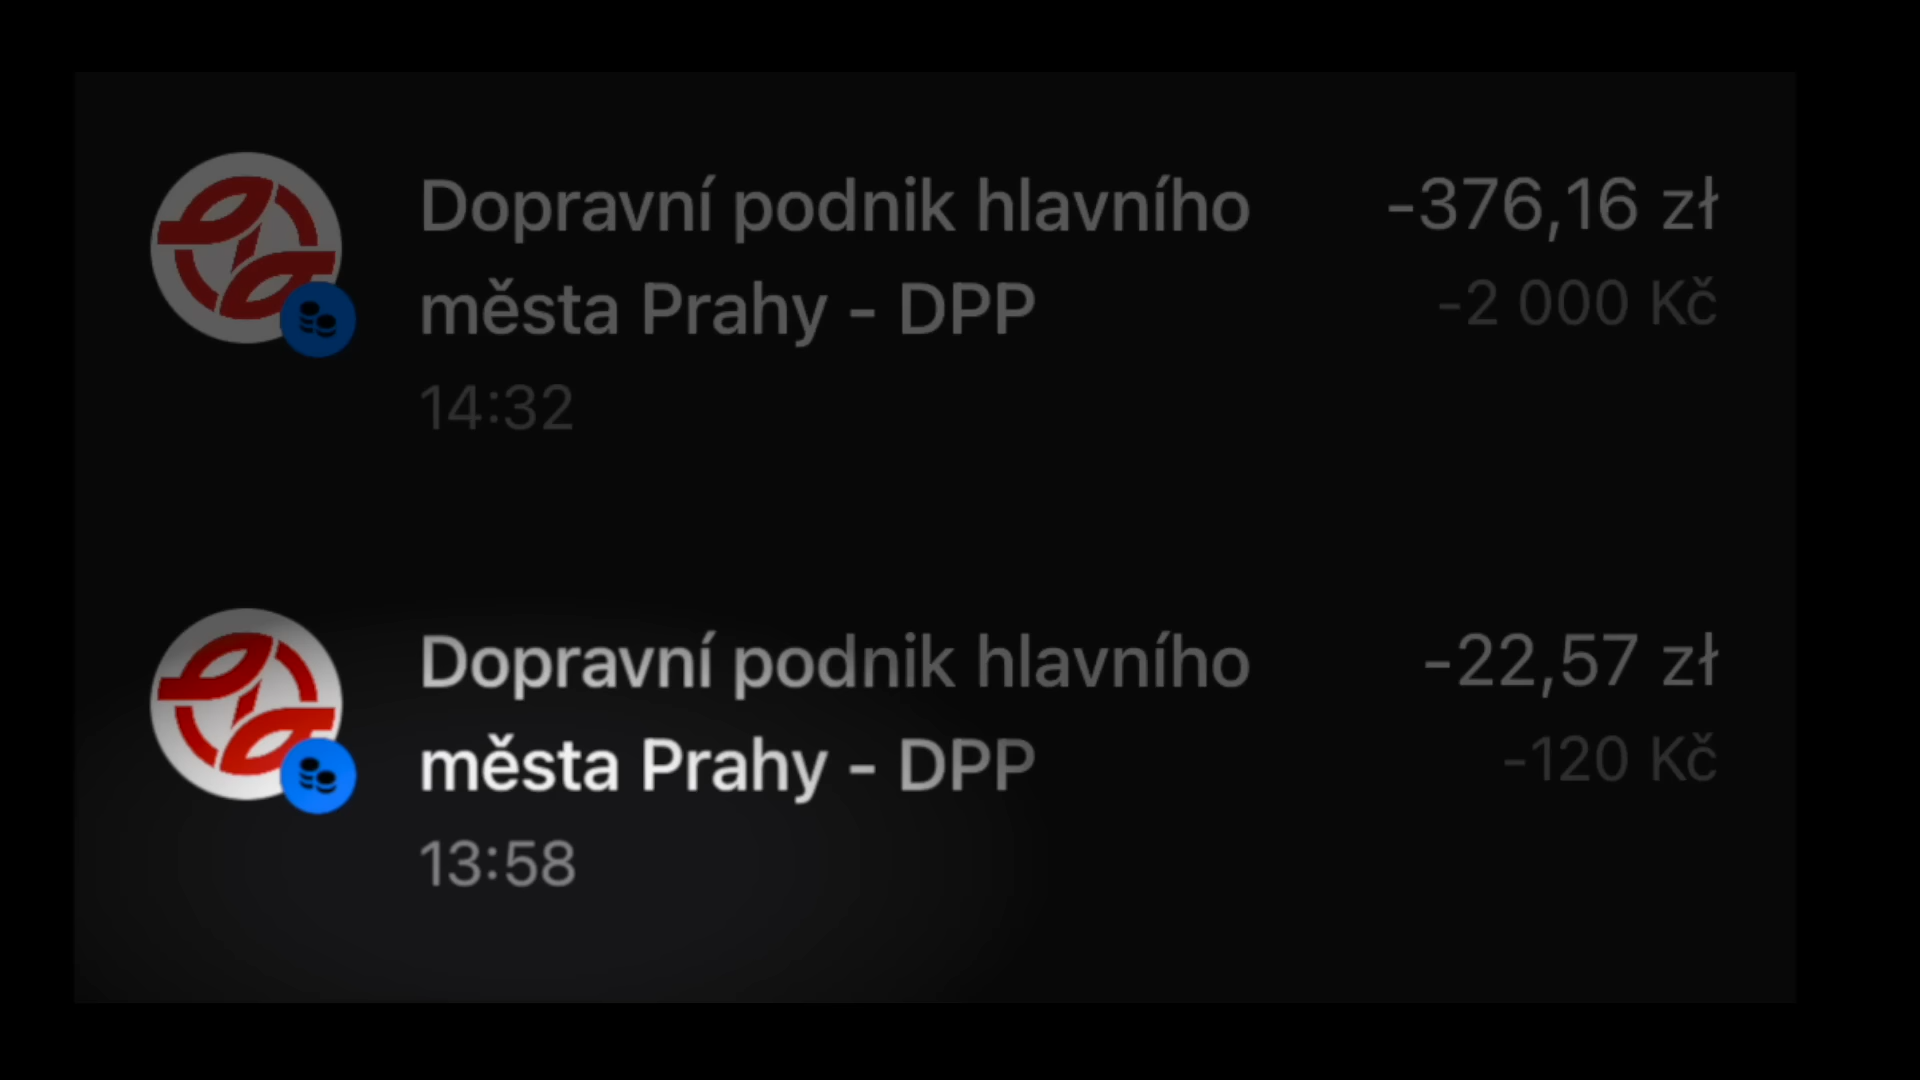 Dopravní podnik hlavního -376,16 zł
města Prahy - DPP -2 000 Kč
14:32
Dopravní podnik hlavního -22,57 zł
města Prahy - DPP -120 Kč
13:58